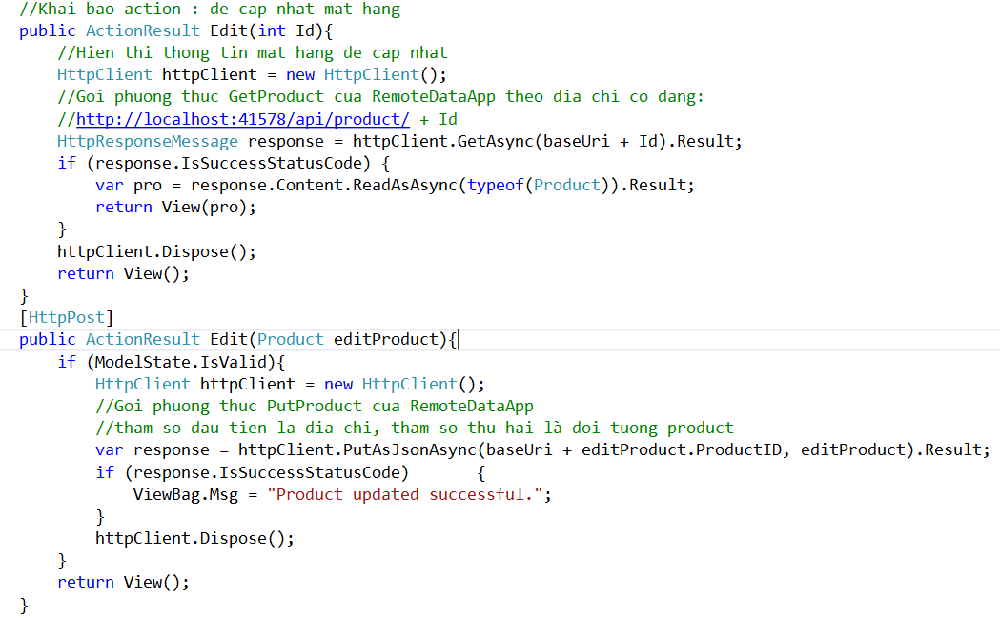 //Khai bao action : de cap nhat mat hang
public ActionResult Edit(int Id){
//Hien thi thong tin mat hang de cap nhat
HttpClient httpClient = new HttpClient();
//Goi phuong thuc GetProduct cua RemoteDataApp theo dia chi co dang:
//http://localhost:41578/api/product/ + Id
HttpResponseMessage response = httpClient.GetAsync(baseUri + Id).Result;
if (response.IsSuccessStatusCode) {
var pro = response.Content.ReadAsAsync(typeof(Product)).Result;
return View(pro);
}
httpClient.Dispose();
return View();
}
[HttpPost]
public ActionResult Edit(Product editProduct){
if (ModelState.IsValid){
HttpClient httpClient = new HttpClient();
//Goi phuong thuc PutProduct cua RemoteDataApp
//tham so dau tien la dia chi, tham so thu hai là doi tuong product
var response = httpClient.PutAsJsonAsync(baseUri + editProduct.ProductID, editProduct).Result;
if (response.IsSuccessStatusCode) {
ViewBag.Msg = "Product updated successful.";
}
httpClient.Dispose();
}
return View();
}